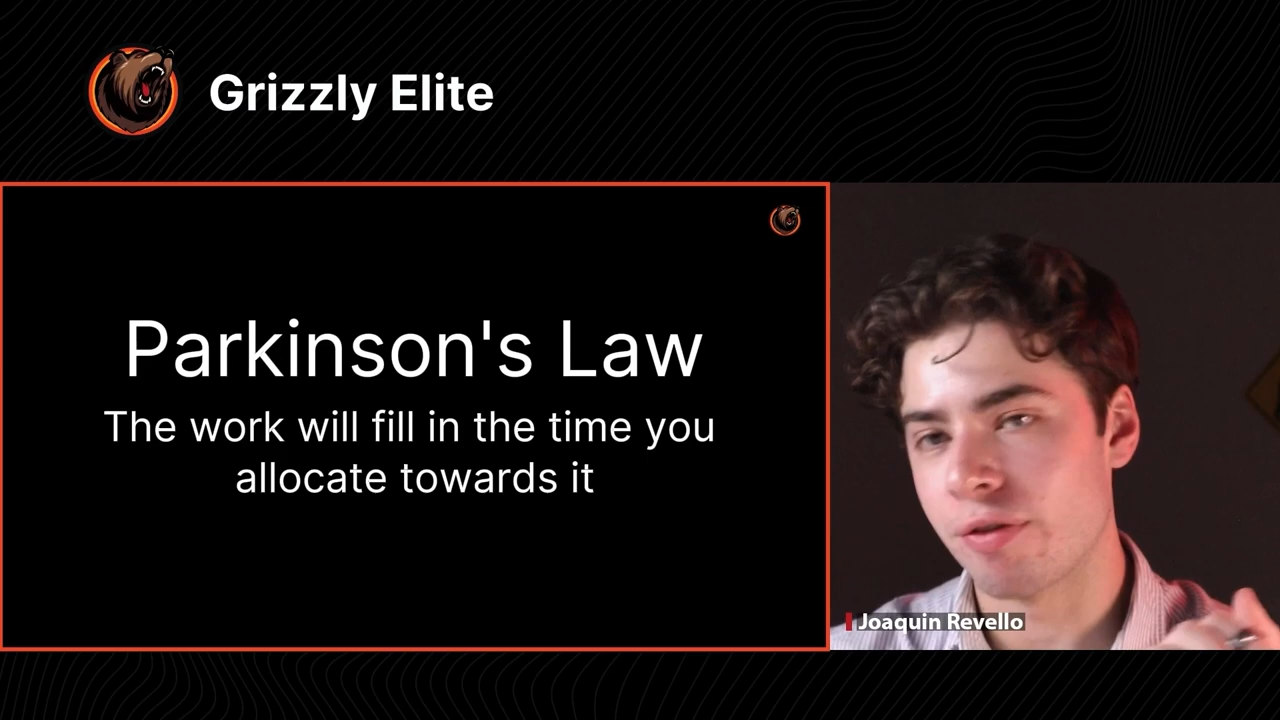 Grizzly Elite
Parkinson's Law
The work will fill in the time you
allocate towards it
Joaquin Revello